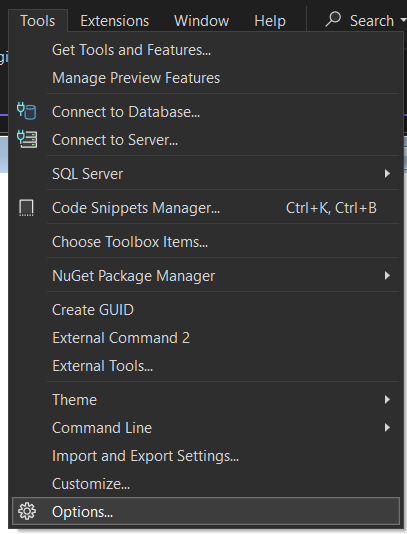 Tools Extensions Window Help Search
Get Tools and Features...
Manage Preview Features
Connect to Database...
Connect to Server...
SQL Server
Code Snippets Manager... Ctrl+K, Ctrl+B
Choose Toolbox Items...
NuGet Package Manager
Create GUID
External Command 2
External Tools...
Theme
Command Line
Import and Export Settings...
Customize...
Options...